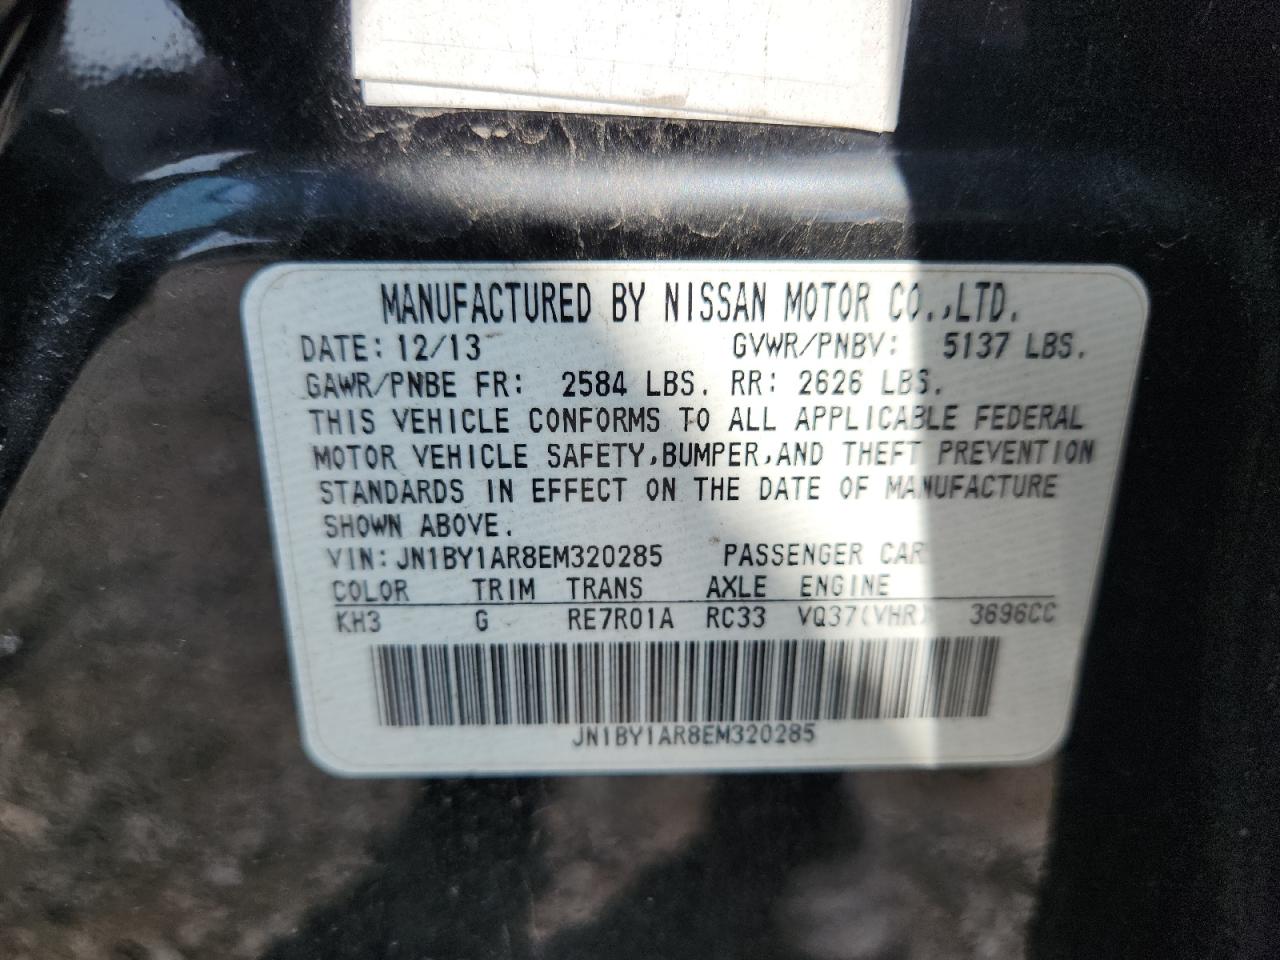 MANUFACTURED BY NISSAN MOTOR CO.,LTD.
DATE: 12/13 GVWR/PNBV: 5137 LBS.
GAWR/PNBE FR: 2584 LBS. RR: 2626 LBS.
THIS VEHICLE CONFORMS TO ALL APPLICABLE FEDERAL
MOTOR VEHICLE SAFETY,BUMPER,AND THEFT PREVENTION
STANDARDS IN EFFECT ON THE DATE OF MANUFACTURE
SHOWN ABOVE.
VIN: JN1BY1AR8EM320285 PASSENGER CAR
COLOR TRIM TRANS AXLE ENGINE
KH3 G RE7R01A RC33 VQ37(VHR) 3696CC
JN1BY1AR8EM320285